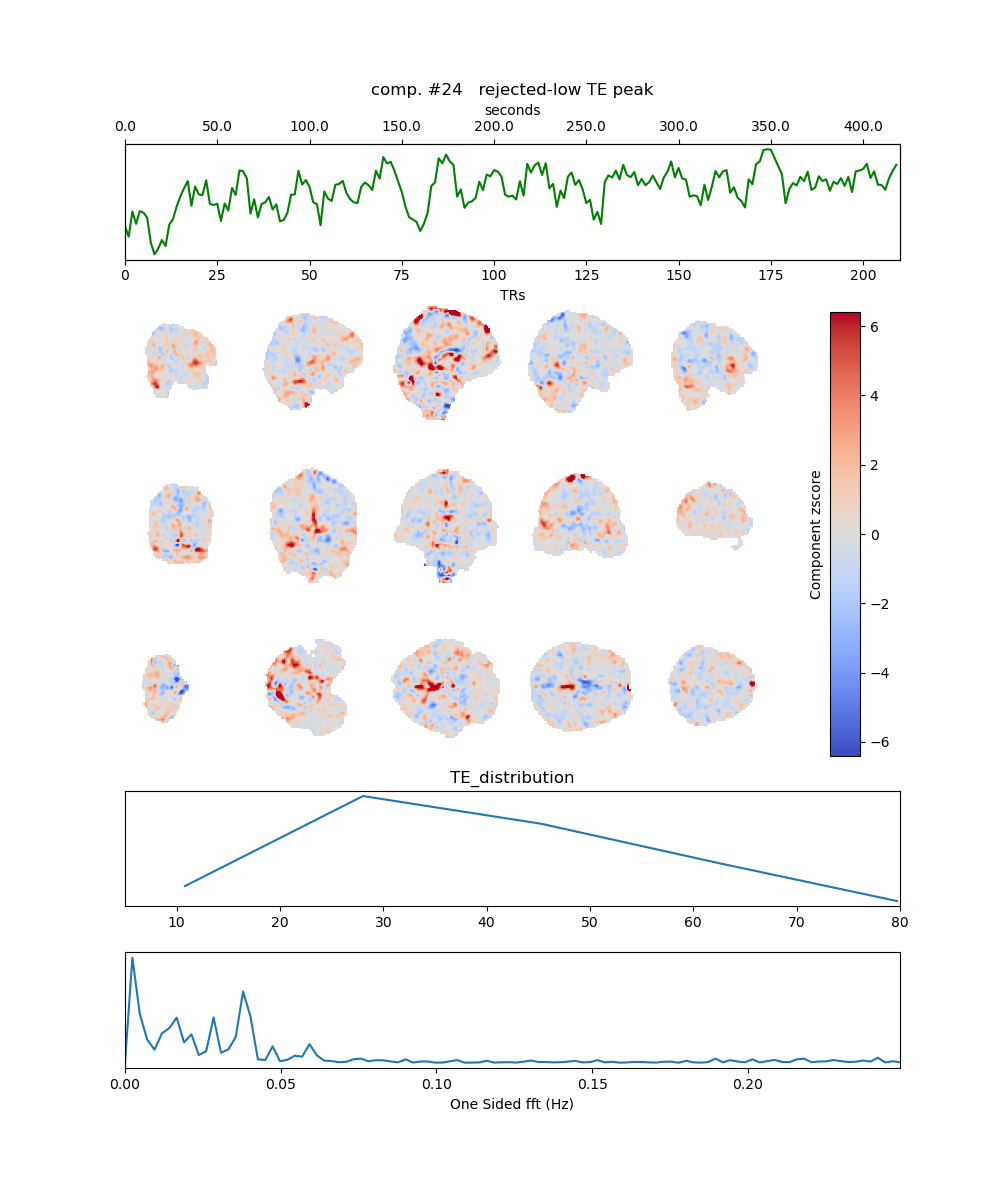 comp. #24   rejected-low TE peak
seconds
0.0 50.0 100.0 150.0 200.0 250.0 300.0 350.0 400.0
0 25 50 75 100 125 150 175 200
TRs
6
4
2
0
−2
−4
−6
Component zscore
TE_distribution
10 20 30 40 50 60 70 80
0.00 0.05 0.10 0.15 0.20
One Sided fft (Hz)